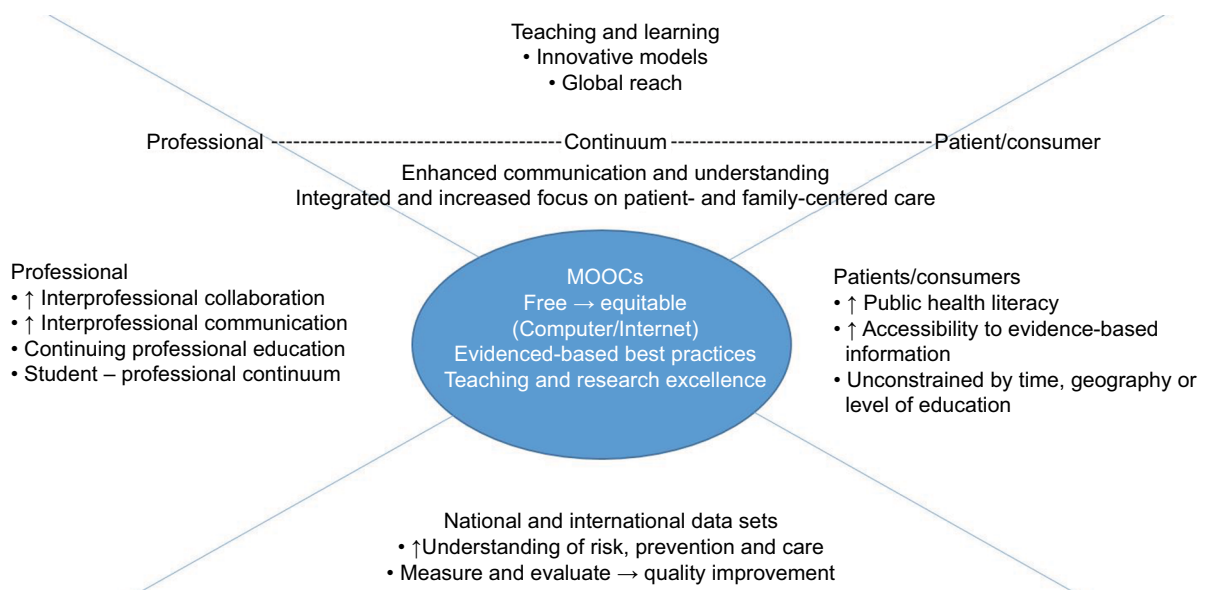 Teaching and learning
• Innovative models
• Global reach
Professional ---------------------------------- Continuum ---------------------------------- Patient/consumer
Enhanced communication and understanding
Integrated and increased focus on patient- and family-centered care
Professional
• ↑ Interprofessional collaboration
• ↑ Interprofessional communication
• Continuing professional education
• Student – professional continuum
MOOCs
Free → equitable
(Computer/Internet)
Evidenced-based best practices
Teaching and research excellence
Patients/consumers
• ↑ Public health literacy
• ↑ Accessibility to evidence-based
information
• Unconstrained by time, geography or
level of education
National and international data sets
• ↑Understanding of risk, prevention and care
• Measure and evaluate → quality improvement